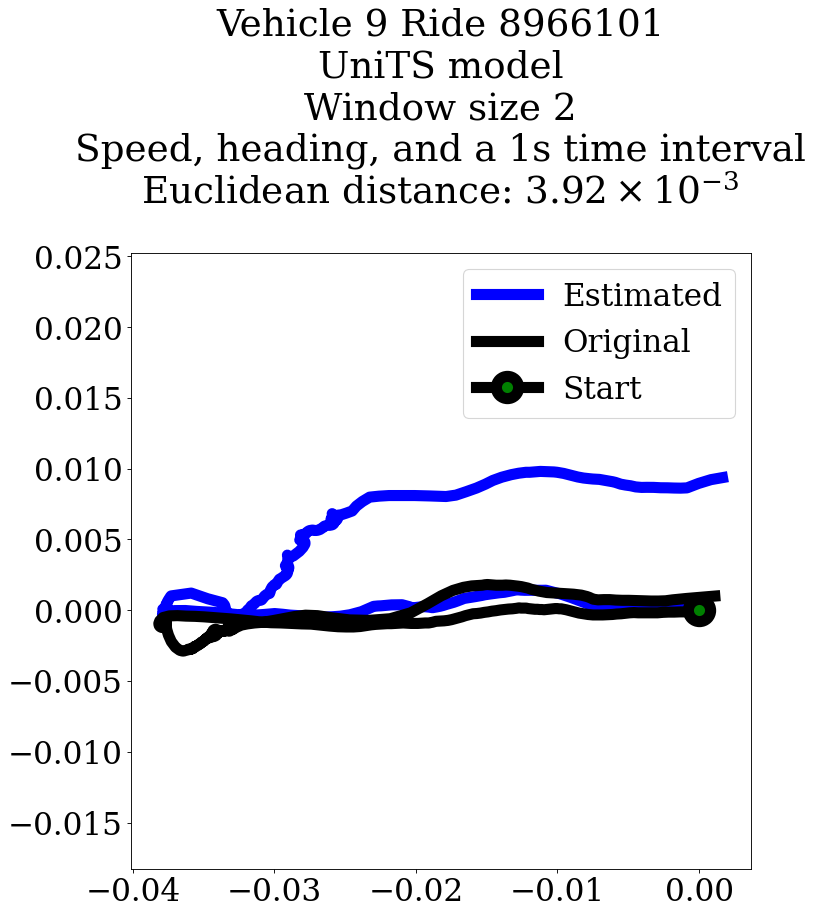 Vehicle 9 Ride 8966101
UniTS model
Window size 2
Speed, heading, and a 1s time interval
Euclidean distance: 3.92 × 10⁻³
0.025
0.020
0.015
0.010
0.005
0.000
−0.005
−0.010
−0.015
Estimated
Original
Start
−0.04
−0.03
−0.02
−0.01
0.00